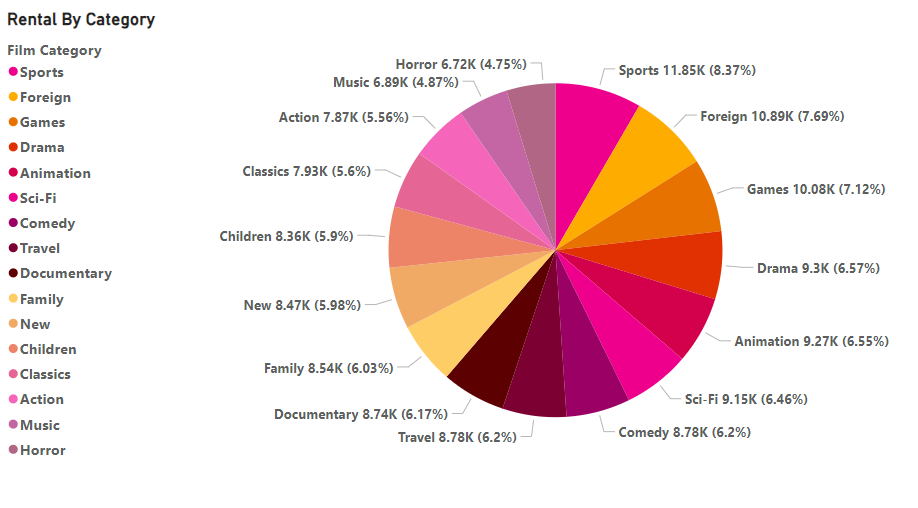 Rental By Category
Film Category
Sports
Foreign
Games
Drama
Animation
Sci-Fi
Comedy
Travel
Documentary
Family
New
Children
Classics
Action
Music
Horror
Sports 11.85K (8.37%)
Foreign 10.89K (7.69%)
Games 10.08K (7.12%)
Drama 9.3K (6.57%)
Animation 9.27K (6.55%)
Sci-Fi 9.15K (6.46%)
Comedy 8.78K (6.2%)
Travel 8.78K (6.2%)
Documentary 8.74K (6.17%)
Family 8.54K (6.03%)
New 8.47K (5.98%)
Children 8.36K (5.9%)
Classics 7.93K (5.6%)
Action 7.87K (5.56%)
Music 6.89K (4.87%)
Horror 6.72K (4.75%)